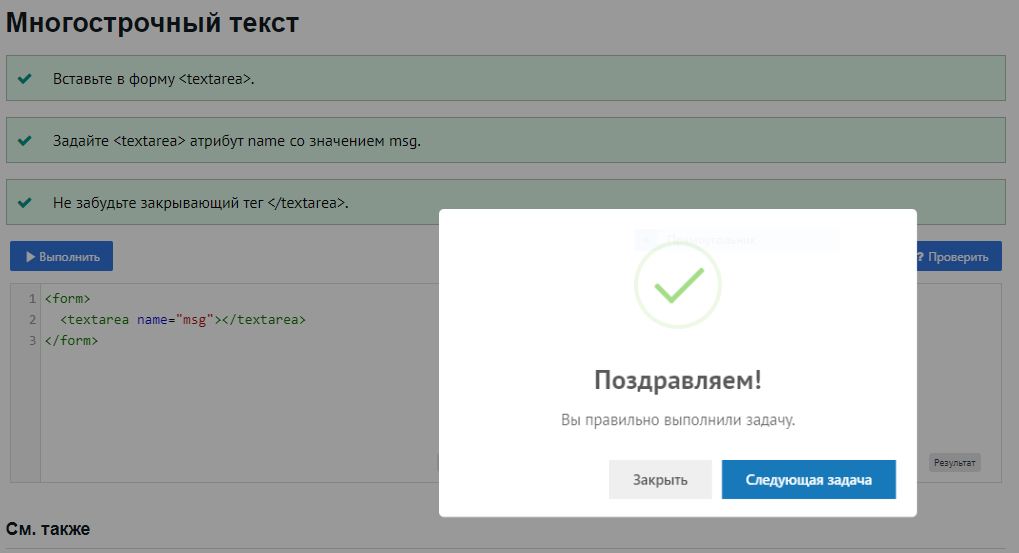 Многострочный текст
Вставьте в форму <textarea>.
Задайте <textarea> атрибут name со значением msg.
Не забудьте закрывающий тег </textarea>.
Выполнить
Прямоугольник
? Проверить
1 <form>
2 <textarea name="msg"></textarea>
3 </form>
Поздравляем!
Вы правильно выполнили задачу.
Результат
Закрыть
Следующая задача
См. также